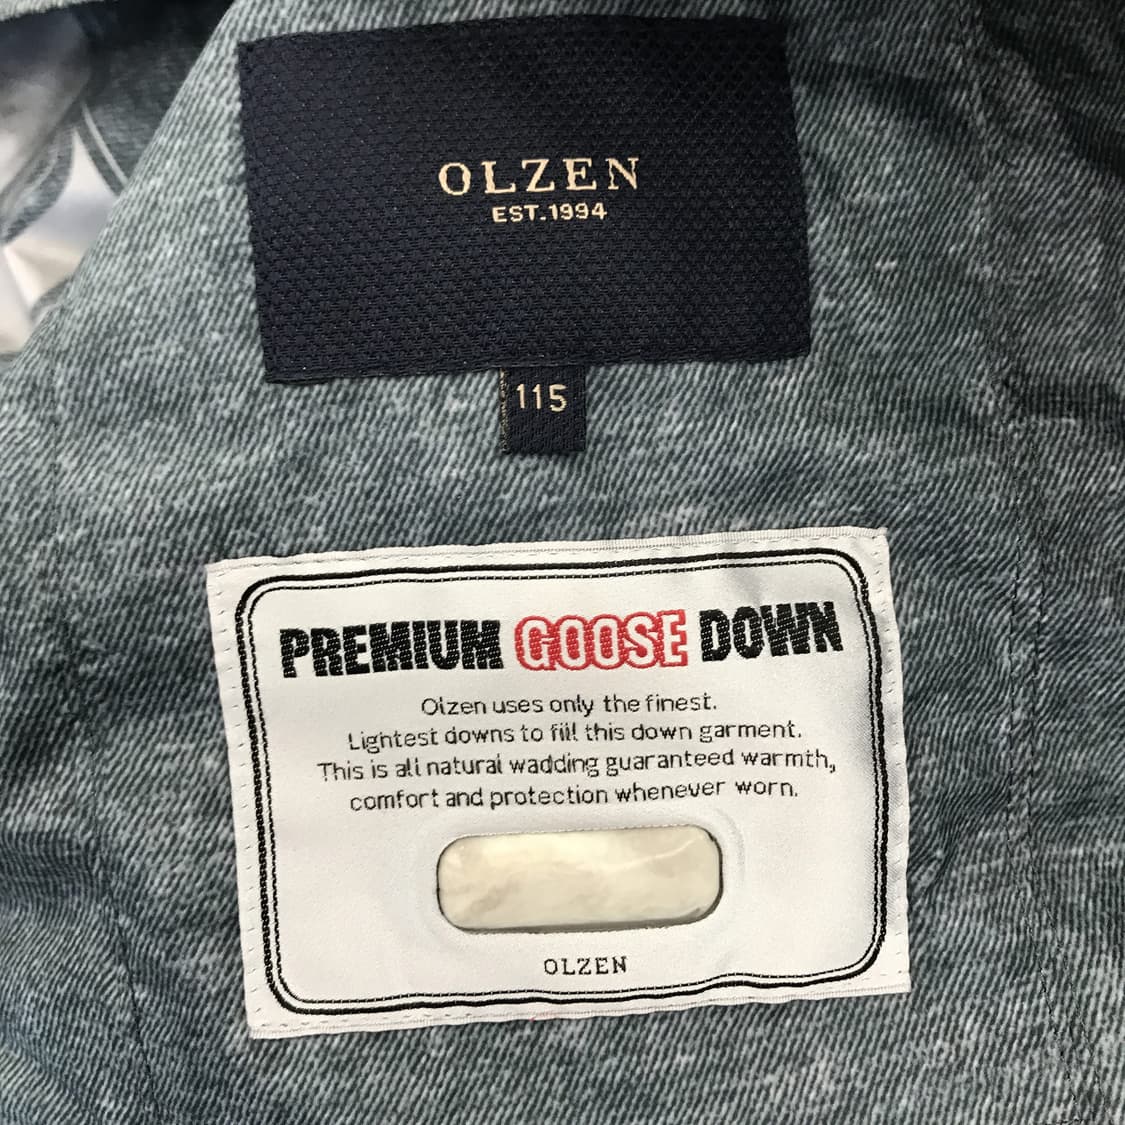 OLZEN
EST.1994
115
PREMIUM GOOSE DOWN
Olzen uses only the finest.
Lightest downs to fill this down garment.
This is all natural wadding guaranteed warmth,
comfort and protection whenever worn.
OLZEN